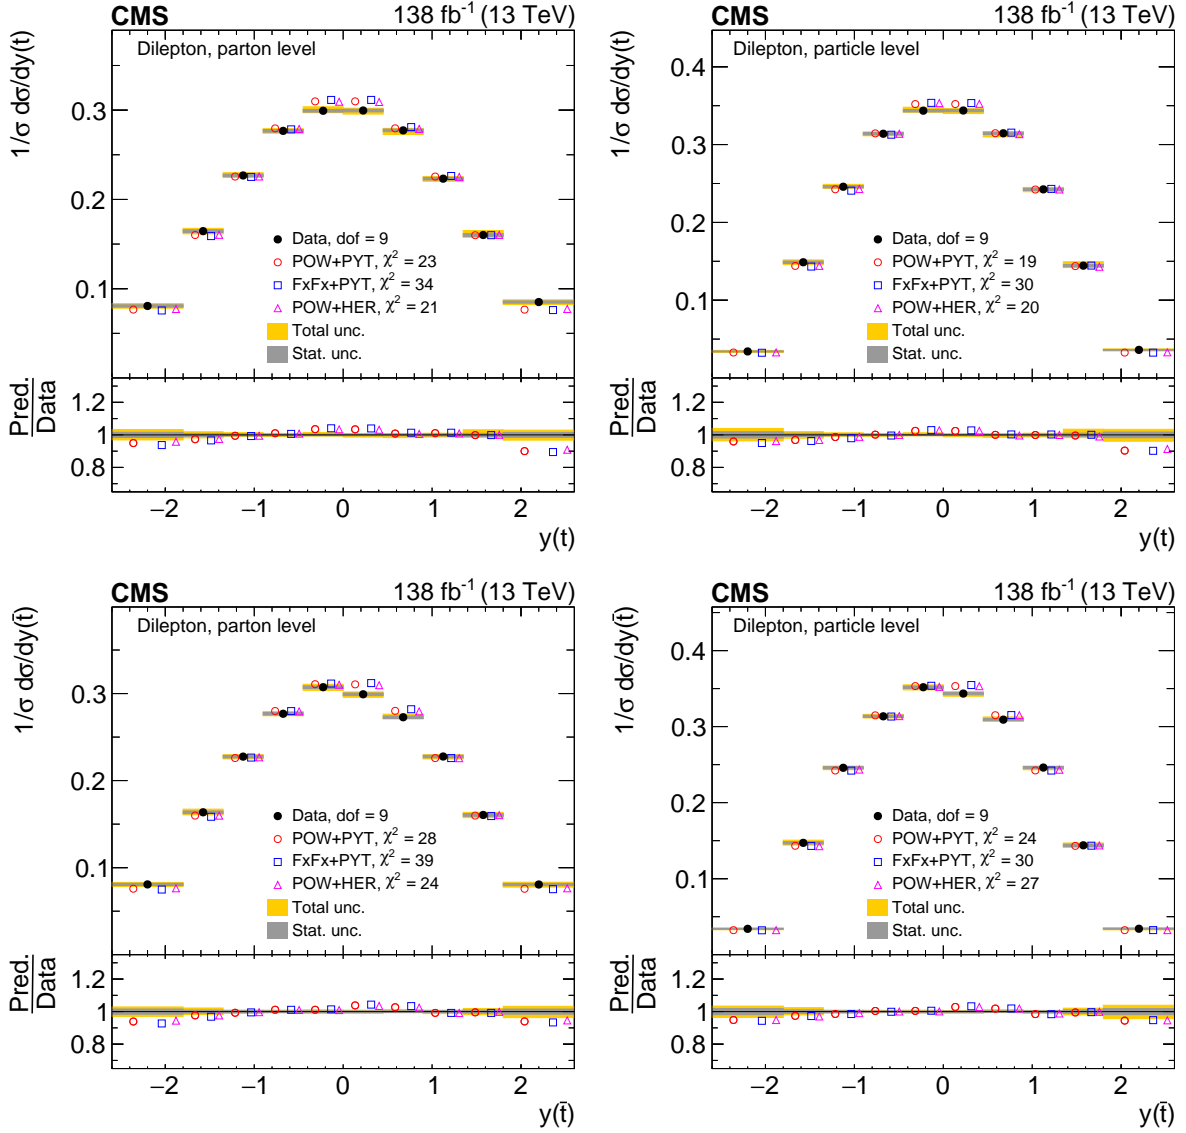 CMS 138 fb⁻¹ (13 TeV)
Dilepton, parton level
1/σ dσ/dy(t)
0.3
0.2
0.1
Data, dof = 9
POW+PYT, χ² = 23
FxFx+PYT, χ² = 34
POW+HER, χ² = 21
Total unc.
Stat. unc.
Pred.
Data
1.2
1
0.8
−2 −1 0 1 2
y(t)
CMS 138 fb⁻¹ (13 TeV)
Dilepton, particle level
1/σ dσ/dy(t)
0.4
0.3
0.2
0.1
Data, dof = 9
POW+PYT, χ² = 19
FxFx+PYT, χ² = 30
POW+HER, χ² = 20
Total unc.
Stat. unc.
Pred.
Data
1.2
1
0.8
−2 −1 0 1 2
y(t)
CMS 138 fb⁻¹ (13 TeV)
Dilepton, parton level
1/σ dσ/dy(t̄)
0.3
0.2
0.1
Data, dof = 9
POW+PYT, χ² = 28
FxFx+PYT, χ² = 39
POW+HER, χ² = 24
Total unc.
Stat. unc.
Pred.
Data
1.2
1
0.8
−2 −1 0 1 2
y(t̄)
CMS 138 fb⁻¹ (13 TeV)
Dilepton, particle level
1/σ dσ/dy(t̄)
0.4
0.3
0.2
0.1
Data, dof = 9
POW+PYT, χ² = 24
FxFx+PYT, χ² = 30
POW+HER, χ² = 27
Total unc.
Stat. unc.
Pred.
Data
1.2
1
0.8
−2 −1 0 1 2
y(t̄)